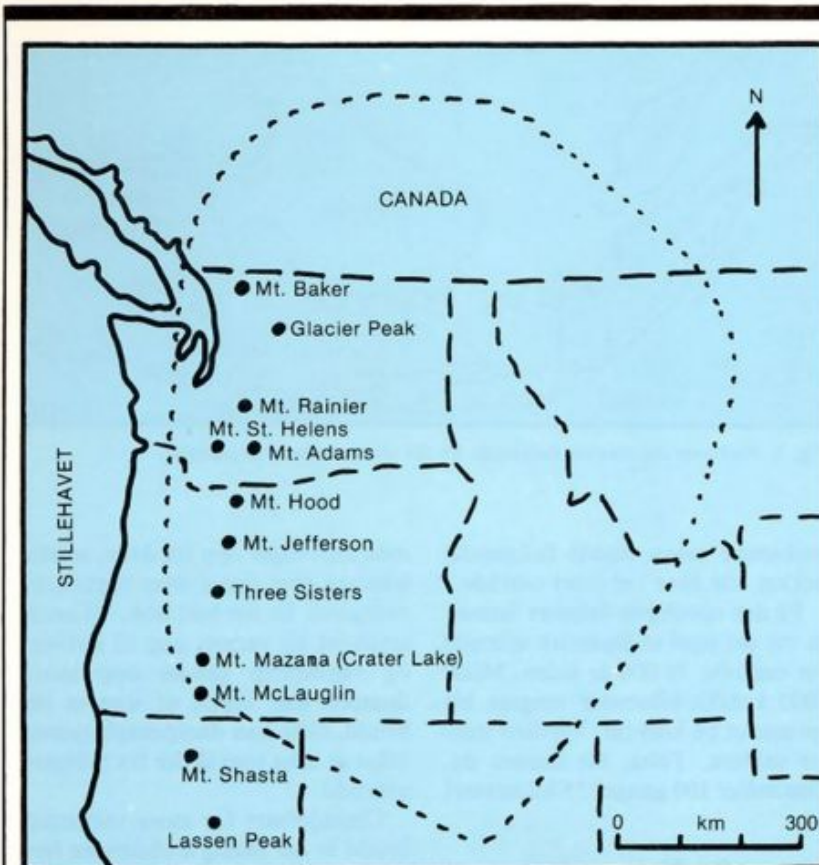 N
CANADA
Mt. Baker
Glacier Peak
Mt. Rainier
Mt. St. Helens
Mt. Adams
Mt. Hood
Mt. Jefferson
STILLEHAVET
Three Sisters
Mt. Mazama (Crater Lake)
Mt. McLauglin
Mt. Shasta
Lassen Peak
0 km 300